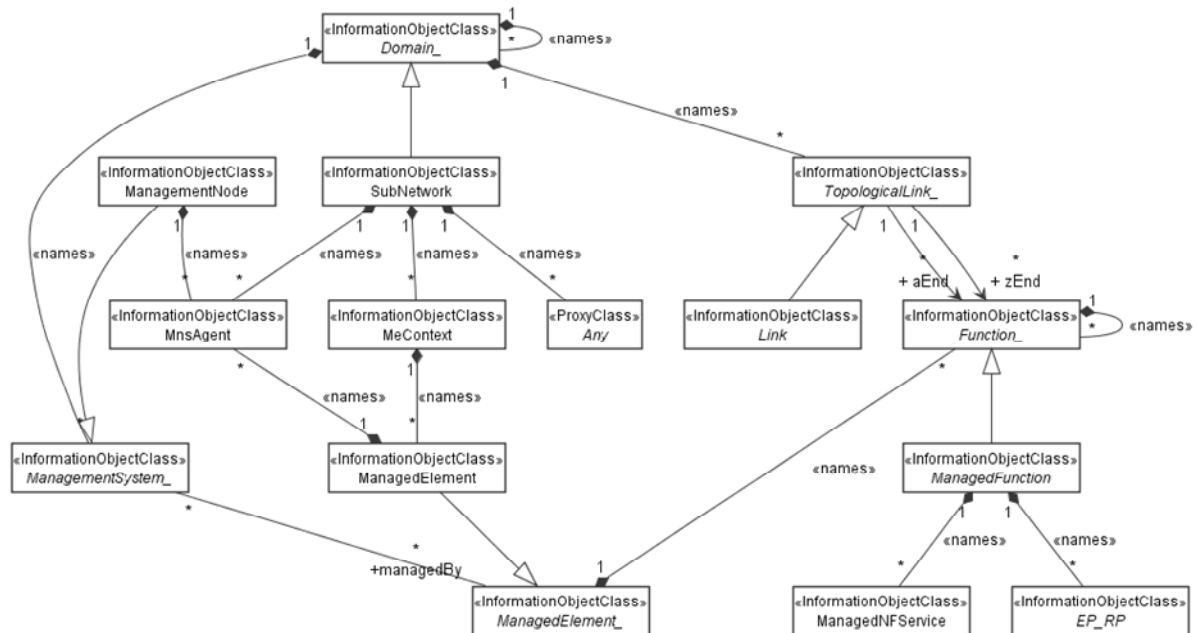 1
«InformationObjectClass»
Domain_
1
*
«names»
1
1
«names»
*
«InformationObjectClass»
ManagementNode
«InformationObjectClass»
SubNetwork
«InformationObjectClass»
TopologicalLink_
1
1
1
1
1
1
«names»
«names»
«names»
«names»
«names»
*
*
*
*
*
*
+ aEnd
+ zEnd
«InformationObjectClass»
MnsAgent
«InformationObjectClass»
MeContext
«ProxyClass»
Any
«InformationObjectClass»
Link
«InformationObjectClass»
Function_
1
*
«names»
*
1
*
«names»
«names»
*
1
*
«InformationObjectClass»
ManagementSystem_
«InformationObjectClass»
ManagedElement
«names»
«InformationObjectClass»
ManagedFunction
*
1
1
«names»
«names»
*
+managedBy
1
*
*
«InformationObjectClass»
ManagedElement_
«InformationObjectClass»
ManagedNFService
«InformationObjectClass»
EP_RP